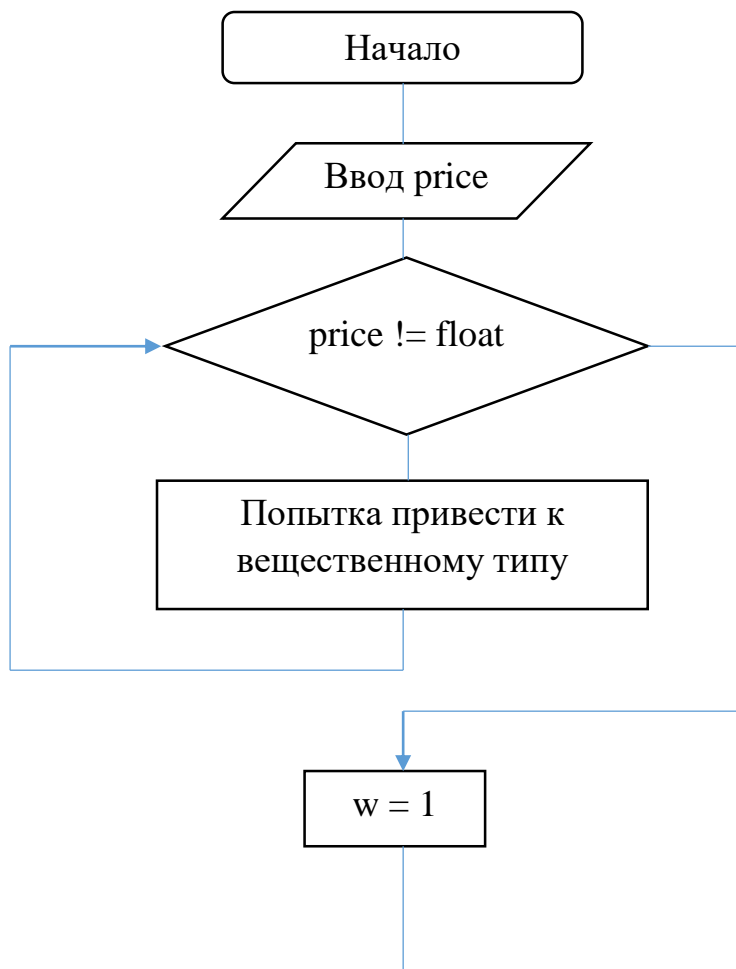 Начало
Ввод price
price != float
Попытка привести к
вещественному типу
w = 1